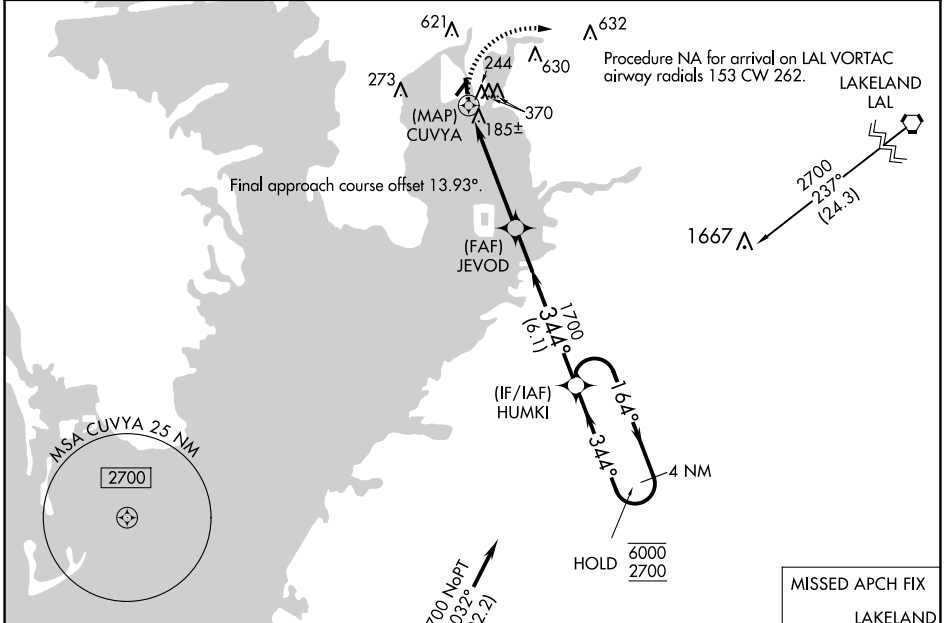 621
632
630
244
273
370
185±
(MAP)
CUVYA
Procedure NA for arrival on LAL VORTAC
airway radials 153 CW 262.
LAKELAND
LAL
2700
237°
(24.3)
1667
Final approach course offset 13.93°.
(FAF)
JEVOD
1700
344°
(6.1)
(IF/IAF)
HUMKI
164°
344°
4 NM
HOLD
6000
2700
MSA CUVYA 25 NM
2700
700 NoPT
032°
2.2)
MISSED APCH FIX
LAKELAND